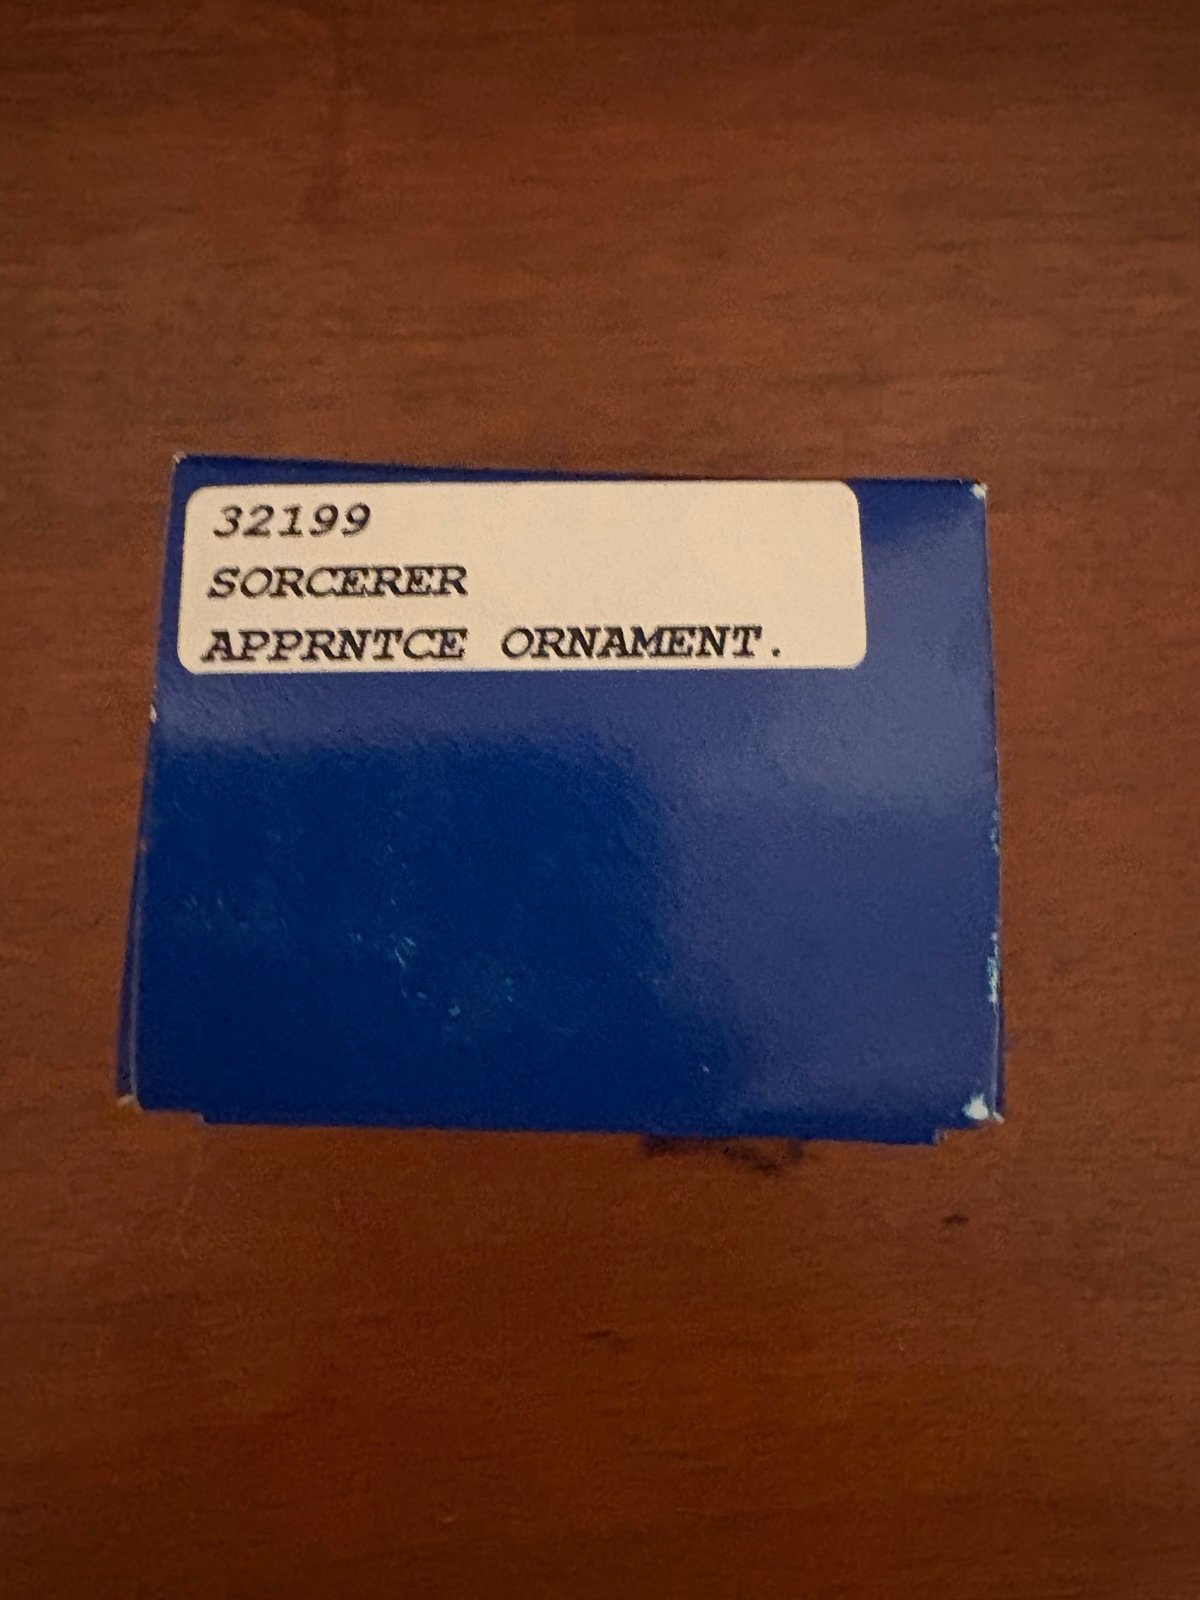 32199
SORCERER
APPRNTCE ORNAMENT.